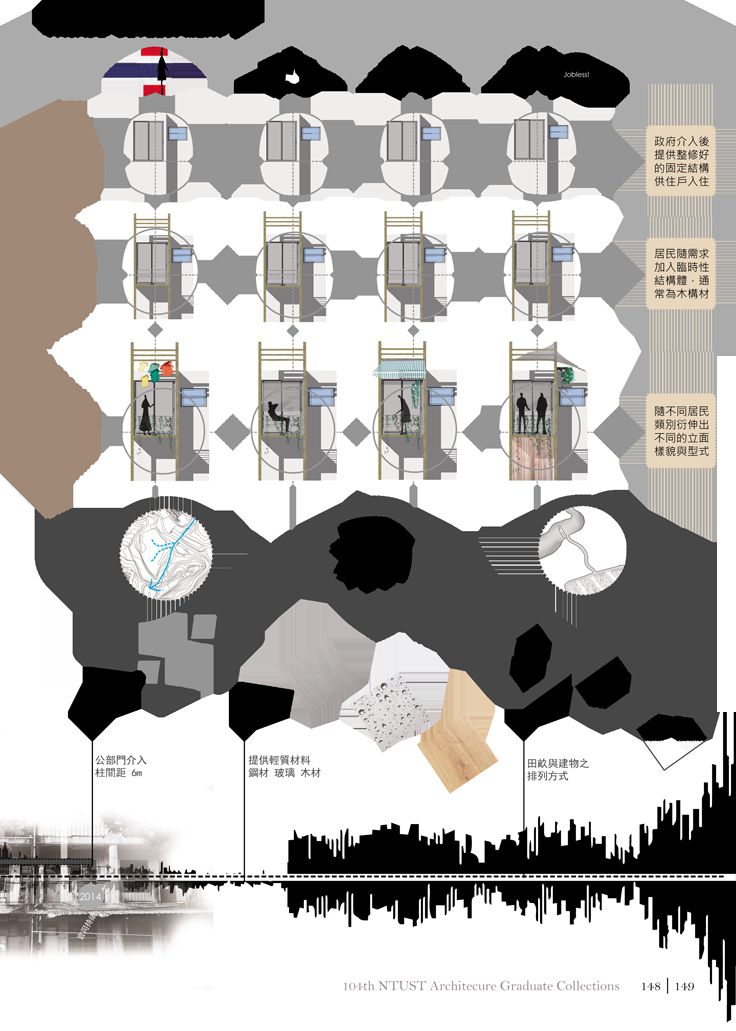 Jobless!
政府介入後
提供整修好
的固定結構
供住戶入住
居民隨需求
加入臨時性
結構體，通
常為木構材
隨不同居民
類別衍伸出
不同的立面
樣貌與型式
公部門介入
柱間距 6m
提供輕質材料
鋼材 玻璃 木材
田畝與建物之
排列方式
2014
104th NTUST Architecure Graduate Collections 148 | 149